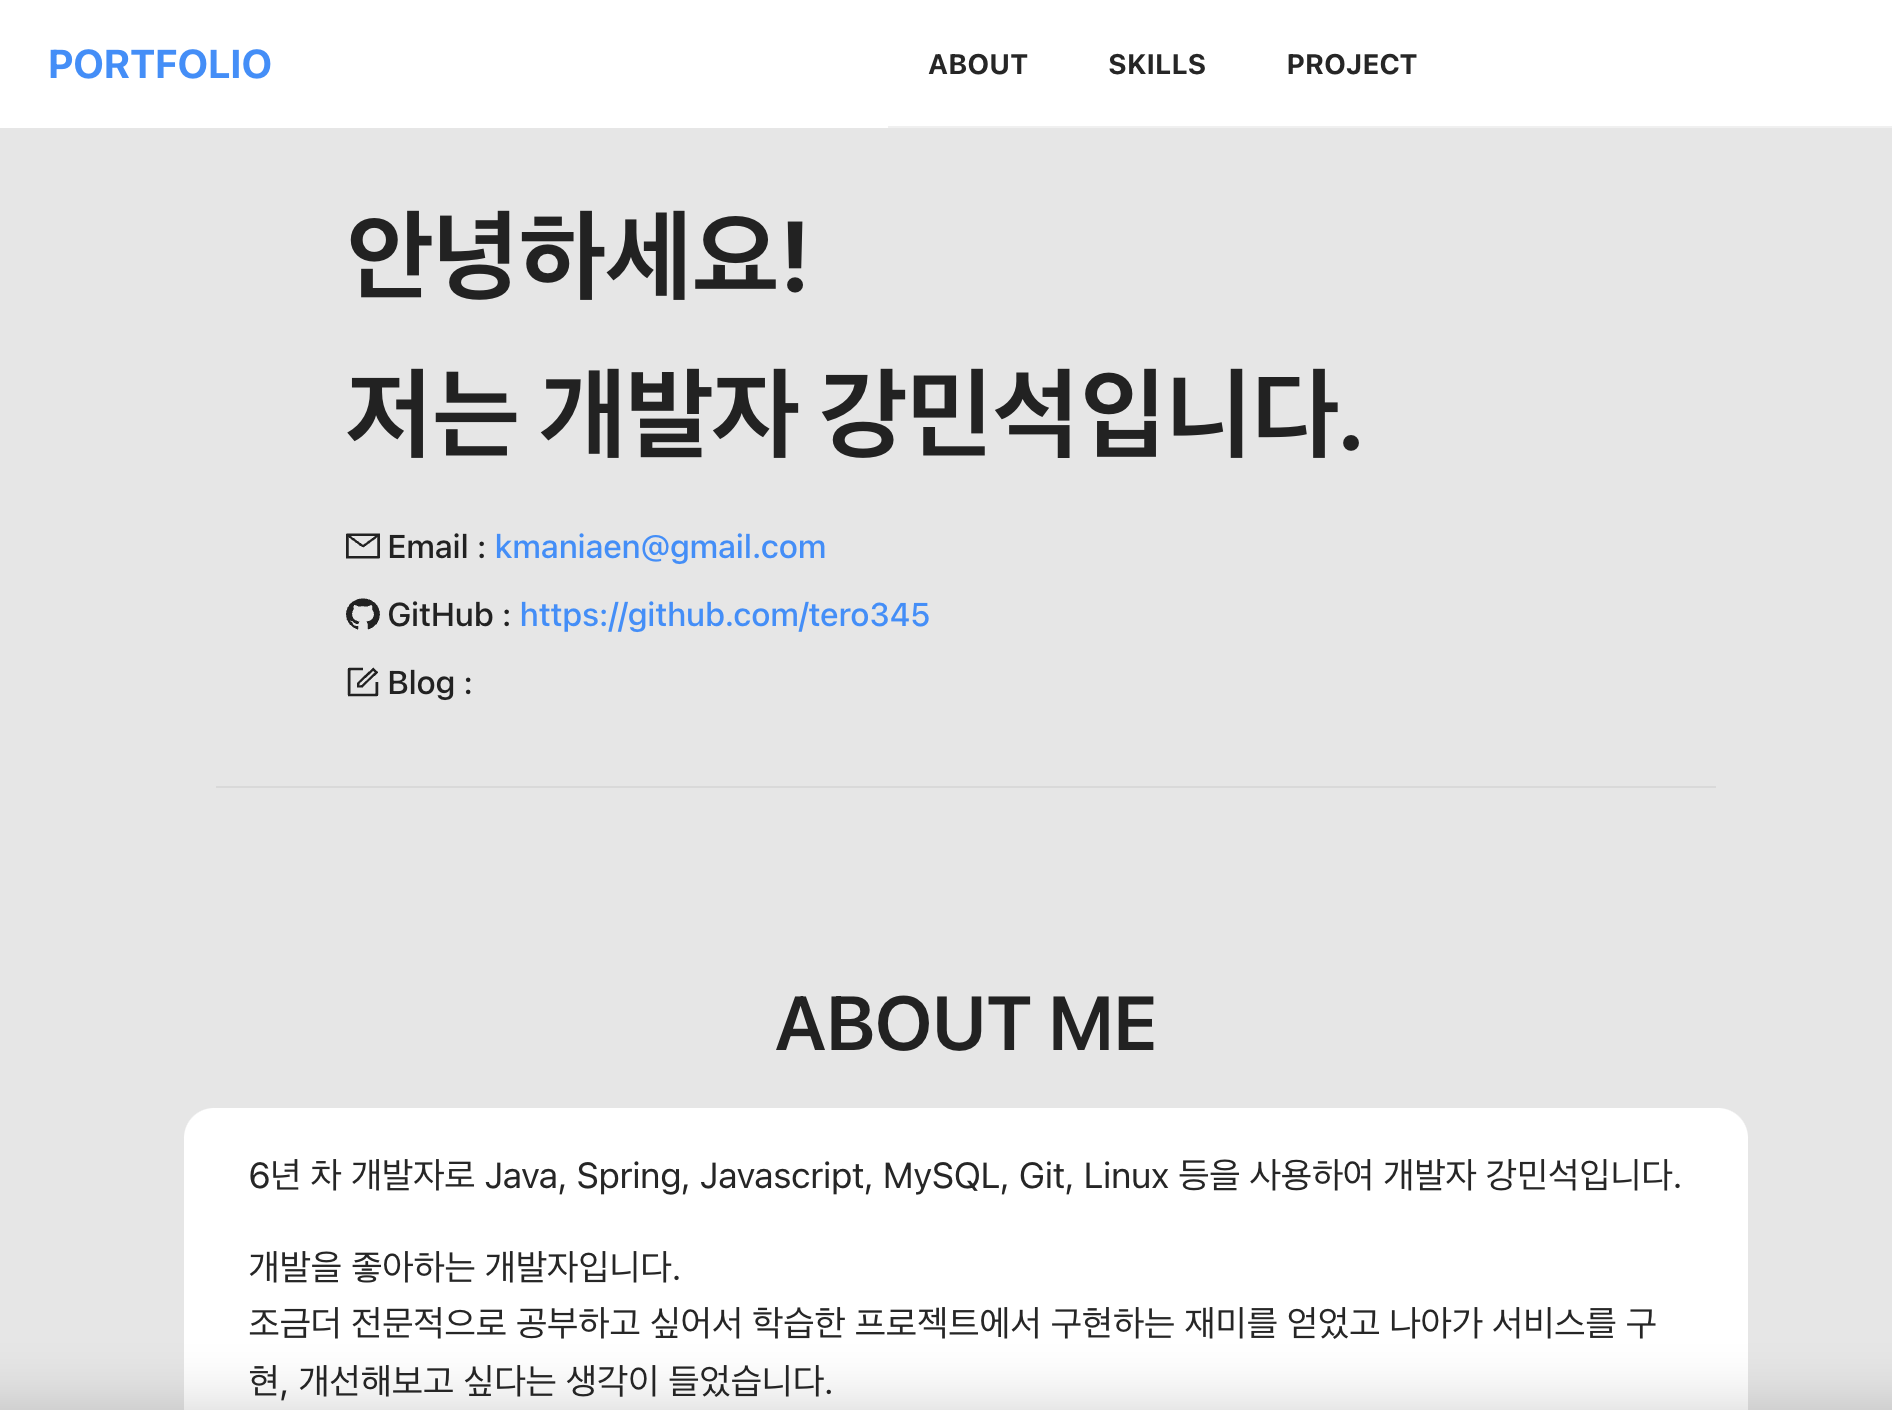 PORTFOLIO
ABOUT SKILLS PROJECT
안녕하세요!
저는 개발자 강민석입니다.
Email : kmaniaen@gmail.com
GitHub : https://github.com/tero345
Blog :
ABOUT ME
6년 차 개발자로 Java, Spring, Javascript, MySQL, Git, Linux 등을 사용하여 개발자 강민석입니다.
개발을 좋아하는 개발자입니다.
조금더 전문적으로 공부하고 싶어서 학습한 프로젝트에서 구현하는 재미를 얻었고 나아가 서비스를 구
현, 개선해보고 싶다는 생각이 들었습니다.